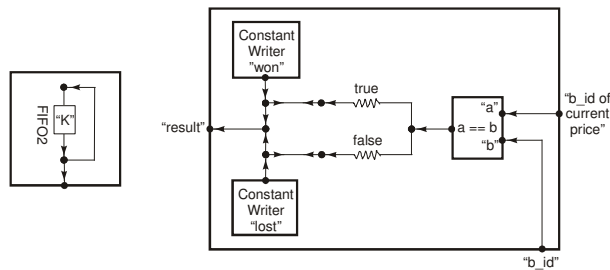 FIFO2
"K"
Constant
Writer
"won"
true
"result"
false
Constant
Writer
"lost"
"a"
a == b
"b"
"b_id of
current
price"
"b_id"